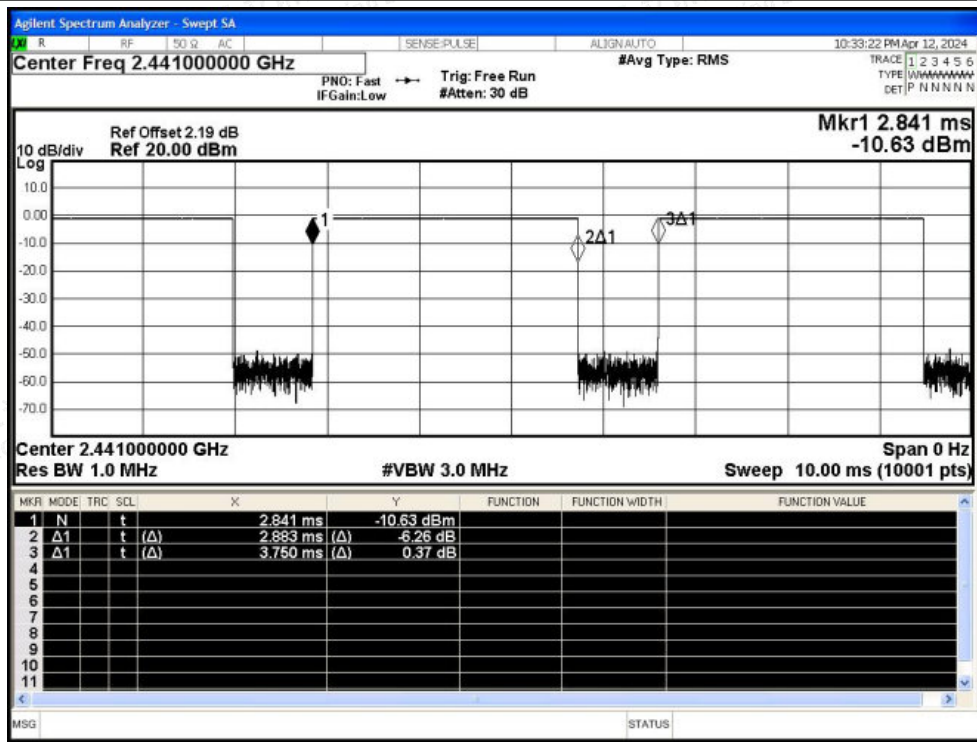 Agilent Spectrum Analyzer - Swept SA
LXI R RF 50 Ω AC SENSE:PULSE ALIGNAUTO 10:33:22 PM Apr 12, 2024
Center Freq 2.441000000 GHz
#Avg Type: RMS
TRACE 1 2 3 4 5 6
PNO: Fast Trig: Free Run
TYPE WWWWWW
IFGain:Low #Atten: 30 dB
DET P N N N N N
Mkr1 2.841 ms
Ref Offset 2.19 dB
10 dB/div Ref 20.00 dBm -10.63 dBm
Log
10.0
0.00
1
3Δ1
2Δ1
-10.0
-20.0
-30.0
-40.0
-50.0
-60.0
-70.0
Center 2.441000000 GHz Span 0 Hz
Res BW 1.0 MHz #VBW 3.0 MHz Sweep 10.00 ms (10001 pts)
MKR MODE TRC SCL X Y FUNCTION FUNCTION WIDTH FUNCTION VALUE
1 N t 2.841 ms -10.63 dBm
2 Δ1 t (Δ) 2.883 ms (Δ) -6.26 dB
3 Δ1 t (Δ) 3.750 ms (Δ) 0.37 dB
4
5
6
7
8
9
10
11
MSG STATUS